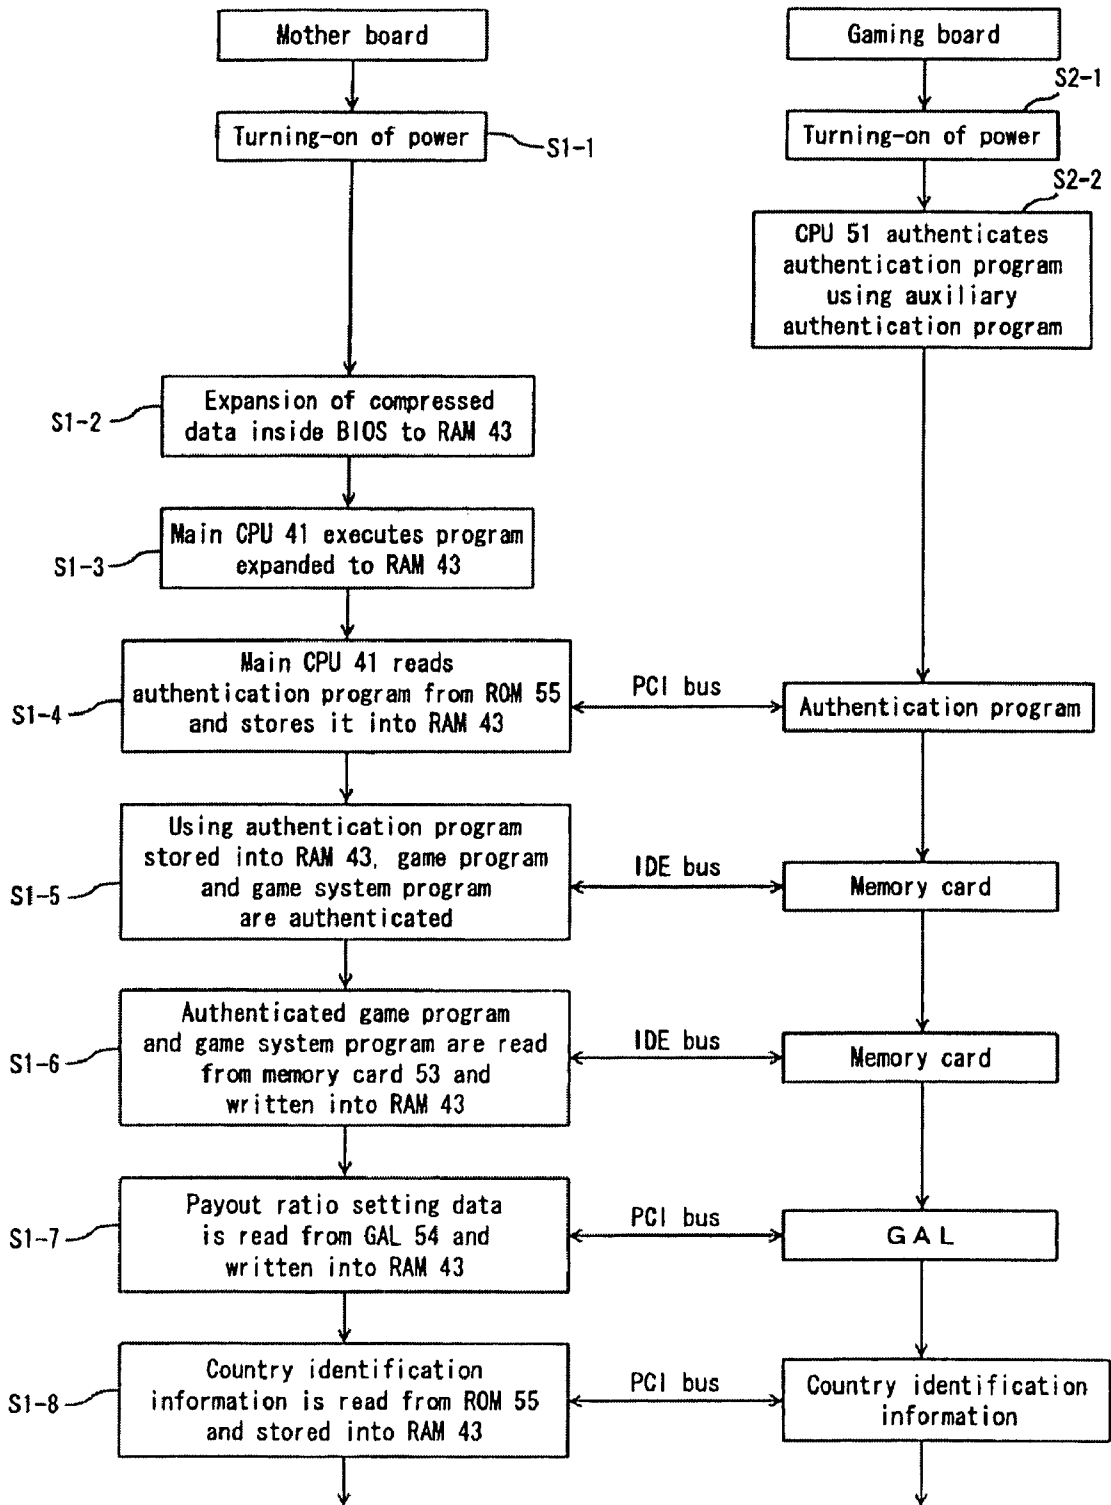 Mother board
Gaming board
S2-1
Turning-on of power
S1-1
Turning-on of power
S2-2
CPU 51 authenticates
authentication program
using auxiliary
authentication program
S1-2
Expansion of compressed
data inside BIOS to RAM 43
S1-3
Main CPU 41 executes program
expanded to RAM 43
S1-4
Main CPU 41 reads
authentication program from ROM 55
and stores it into RAM 43
PCI bus
Authentication program
S1-5
Using authentication program
stored into RAM 43, game program
and game system program
are authenticated
IDE bus
Memory card
S1-6
Authenticated game program
and game system program are read
from memory card 53 and
written into RAM 43
IDE bus
Memory card
S1-7
Payout ratio setting data
is read from GAL 54 and
written into RAM 43
PCI bus
GAL
S1-8
Country identification
information is read from ROM 55
and stored into RAM 43
PCI bus
Country identification
information